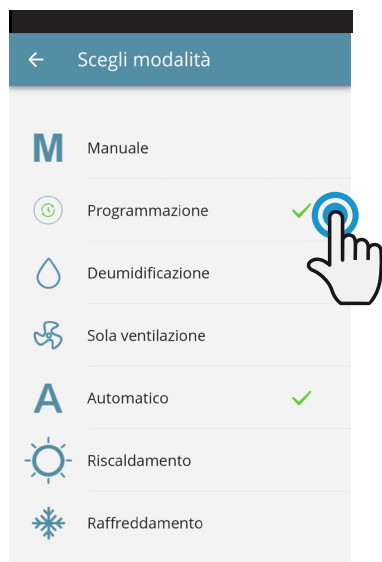 Scegli modalità
M Manuale
Programmazione
Deumidificazione
Sola ventilazione
A Automatico
Riscaldamento
Raffreddamento